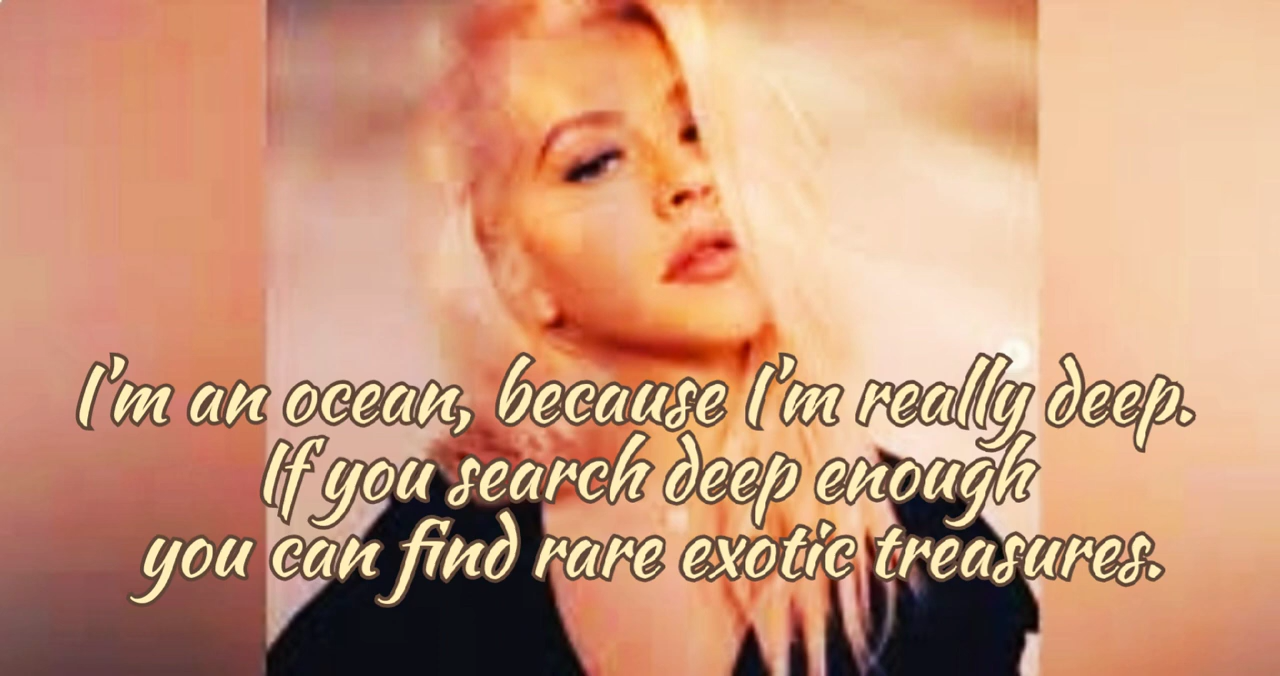 I'm an ocean, because I'm really deep.
If you search deep enough
you can find rare exotic treasures.